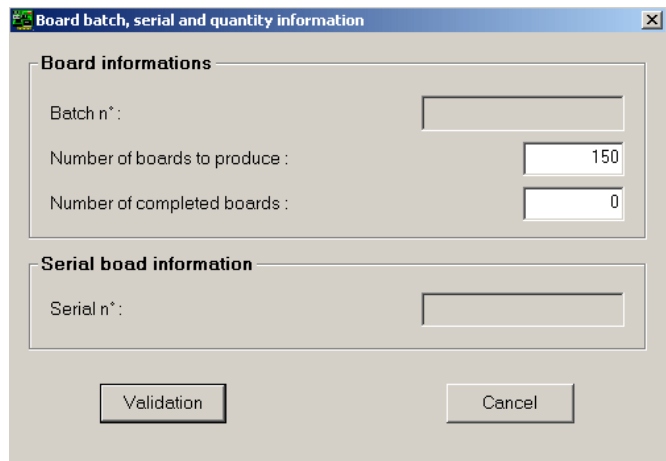 Board batch, serial and quantity information
Board informations
Batch n° :
Number of boards to produce : 150
Number of completed boards : 0
Serial boad information
Serial n° :
Validation Cancel